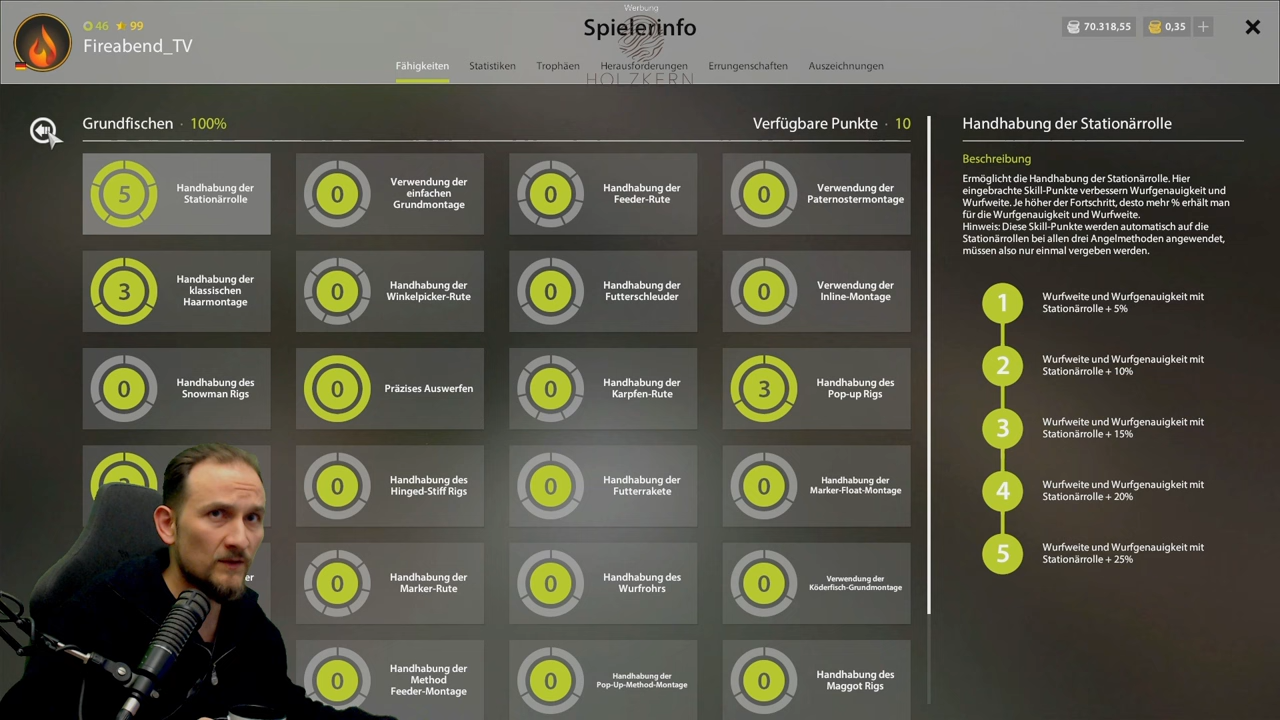 Werbung
46 99
Fireabend_TV
Spielerinfo
HOLZKERN
70.318,55
0,35
Fähigkeiten
Statistiken
Trophäen
Herausforderungen
Errungenschaften
Auszeichnungen
Grundfischen · 100%
Verfügbare Punkte · 10
5
Handhabung der
Stationärrolle
0
Verwendung der
einfachen
Grundmontage
0
Handhabung der
Feeder-Rute
0
Verwendung der
Paternostermontage
3
Handhabung der
klassischen
Haarmontage
0
Handhabung der
Winkelpicker-Rute
0
Handhabung der
Futterschleuder
0
Verwendung der
Inline-Montage
0
Handhabung des
Snowman Rigs
0
Präzises Auswerfen
0
Handhabung der
Karpfen-Rute
3
Handhabung des
Pop-up Rigs
0
Handhabung des
Hinged-Stiff Rigs
0
Handhabung der
Futterrakete
0
Handhabung der
Marker-Float-Montage
er
0
Handhabung der
Marker-Rute
0
Handhabung des
Wurfrohrs
0
Verwendung der
Köderfisch-Grundmontage
0
Handhabung der
Method
Feeder-Montage
0
Handhabung der
Pop-Up-Method-Montage
0
Handhabung des
Maggot Rigs
Handhabung der Stationärrolle
Beschreibung
Ermöglicht die Handhabung der Stationärrolle. Hier
eingebrachte Skill-Punkte verbessern Wurfgenauigkeit und
Wurfweite. Je höher der Fortschritt, desto mehr % erhält man
für die Wurfgenauigkeit und Wurfweite.
Hinweis: Diese Skill-Punkte werden automatisch auf die
Stationärrollen bei allen drei Angelmethoden angewendet,
müssen also nur einmal vergeben werden.
1
Wurfweite und Wurfgenauigkeit mit
Stationärrolle + 5%
2
Wurfweite und Wurfgenauigkeit mit
Stationärrolle + 10%
3
Wurfweite und Wurfgenauigkeit mit
Stationärrolle + 15%
4
Wurfweite und Wurfgenauigkeit mit
Stationärrolle + 20%
5
Wurfweite und Wurfgenauigkeit mit
Stationärrolle + 25%